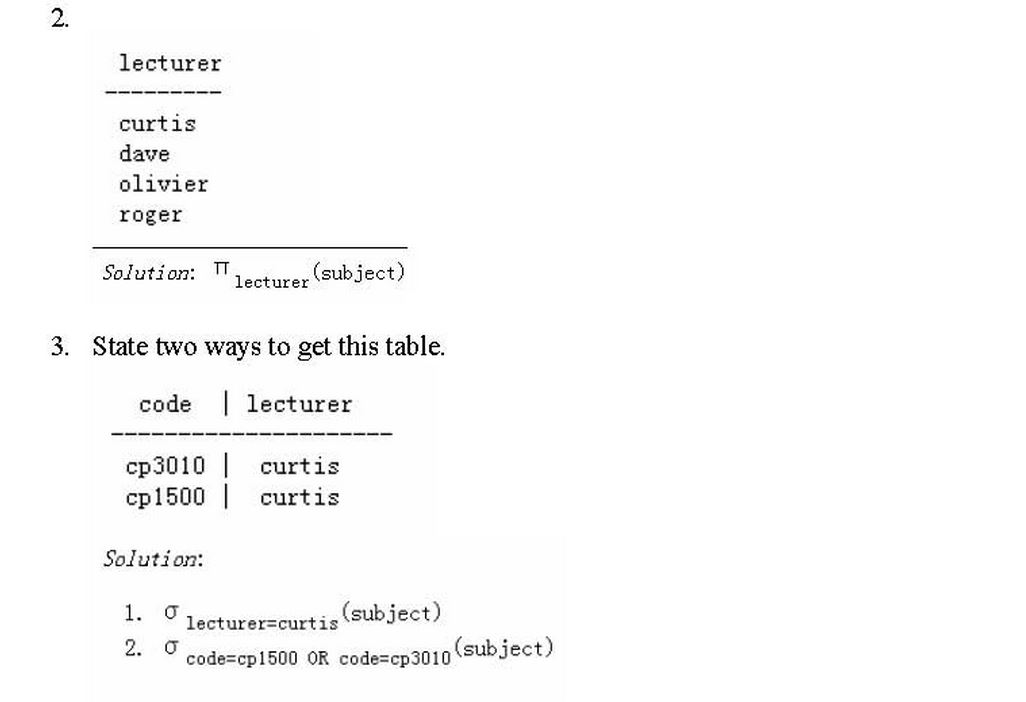 2.
lecturer
---------
curtis
dave
olivier
roger
Solution: π lecturer(subject)
3. State two ways to get this table.
code | lecturer
---------------------
cp3010 | curtis
cp1500 | curtis
Solution:
1. σ lecturer=curtis(subject)
2. σ code=cp1500 OR code=cp3010(subject)